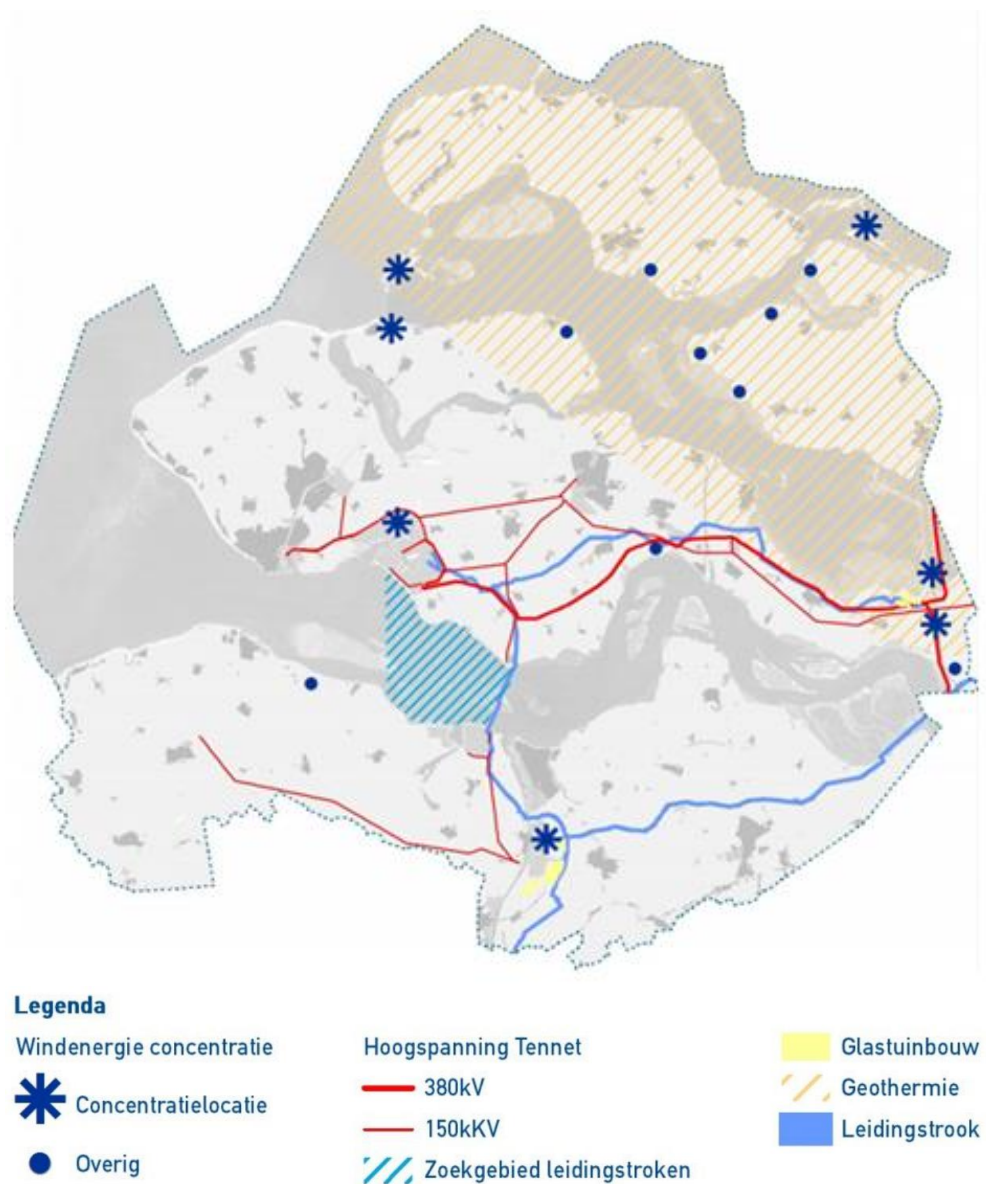 Legenda
Windenergie concentratie
Concentratielocatie
Overig
Hoogspanning Tennet
380kV
150kKV
Zoekgebied leidingstroken
Glastuinbouw
Geothermie
Leidingstrook